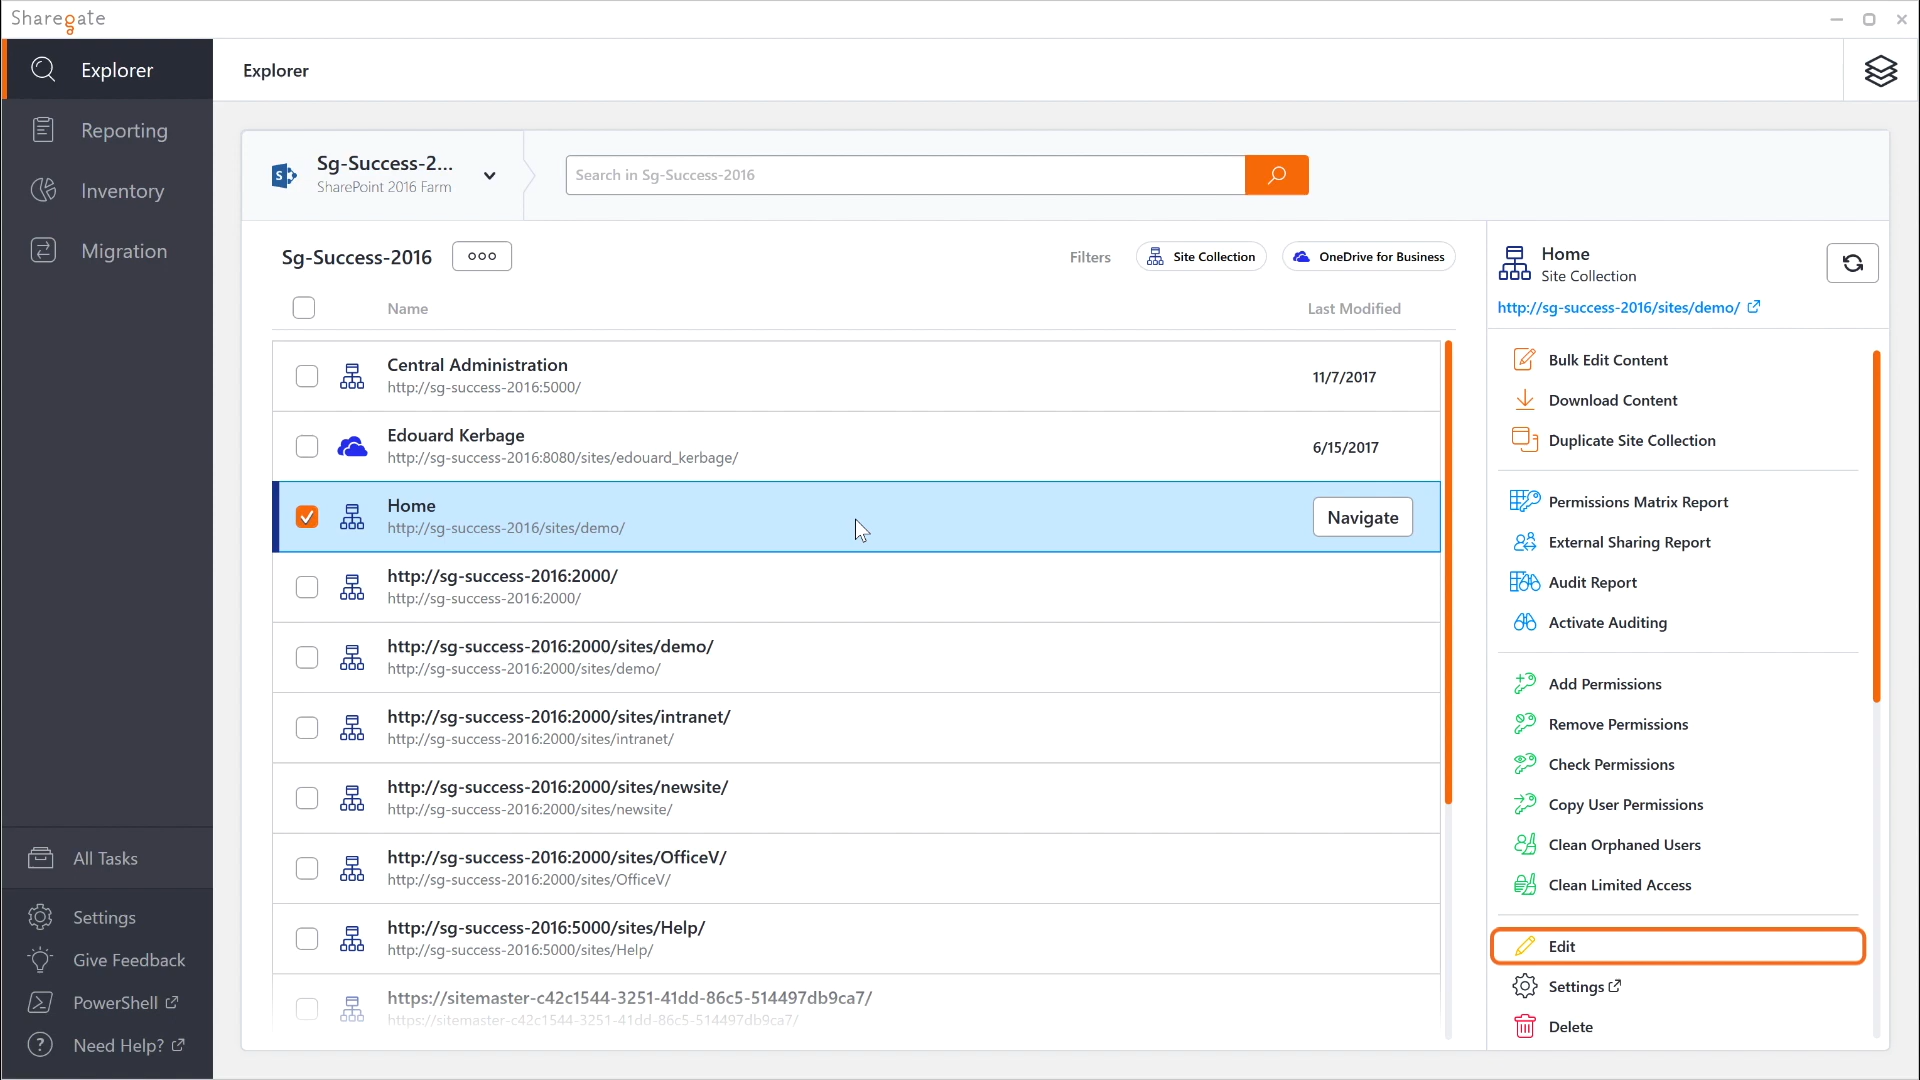 Sharegate
Explorer
Reporting
Inventory
Migration
All Tasks
Settings
Give Feedback
PowerShell
Need Help?
Explorer
Sg-Success-2...
SharePoint 2016 Farm
Search in Sg-Success-2016
Sg-Success-2016
Filters
Site Collection
OneDrive for Business
Name
Last Modified
Central Administration
http://sg-success-2016:5000/
11/7/2017
Edouard Kerbage
http://sg-success-2016:8080/sites/edouard_kerbage/
6/15/2017
Home
http://sg-success-2016/sites/demo/
Navigate
http://sg-success-2016:2000/
http://sg-success-2016:2000/
http://sg-success-2016:2000/sites/demo/
http://sg-success-2016:2000/sites/demo/
http://sg-success-2016:2000/sites/intranet/
http://sg-success-2016:2000/sites/intranet/
http://sg-success-2016:2000/sites/newsite/
http://sg-success-2016:2000/sites/newsite/
http://sg-success-2016:2000/sites/OfficeV/
http://sg-success-2016:2000/sites/OfficeV/
http://sg-success-2016:5000/sites/Help/
http://sg-success-2016:5000/sites/Help/
https://sitemaster-c42c1544-3251-41dd-86c5-514497db9ca7/
https://sitemaster-c42c1544-3251-41dd-86c5-514497db9ca7/
Home
Site Collection
http://sg-success-2016/sites/demo/
Bulk Edit Content
Download Content
Duplicate Site Collection
Permissions Matrix Report
External Sharing Report
Audit Report
Activate Auditing
Add Permissions
Remove Permissions
Check Permissions
Copy User Permissions
Clean Orphaned Users
Clean Limited Access
Edit
Settings
Delete